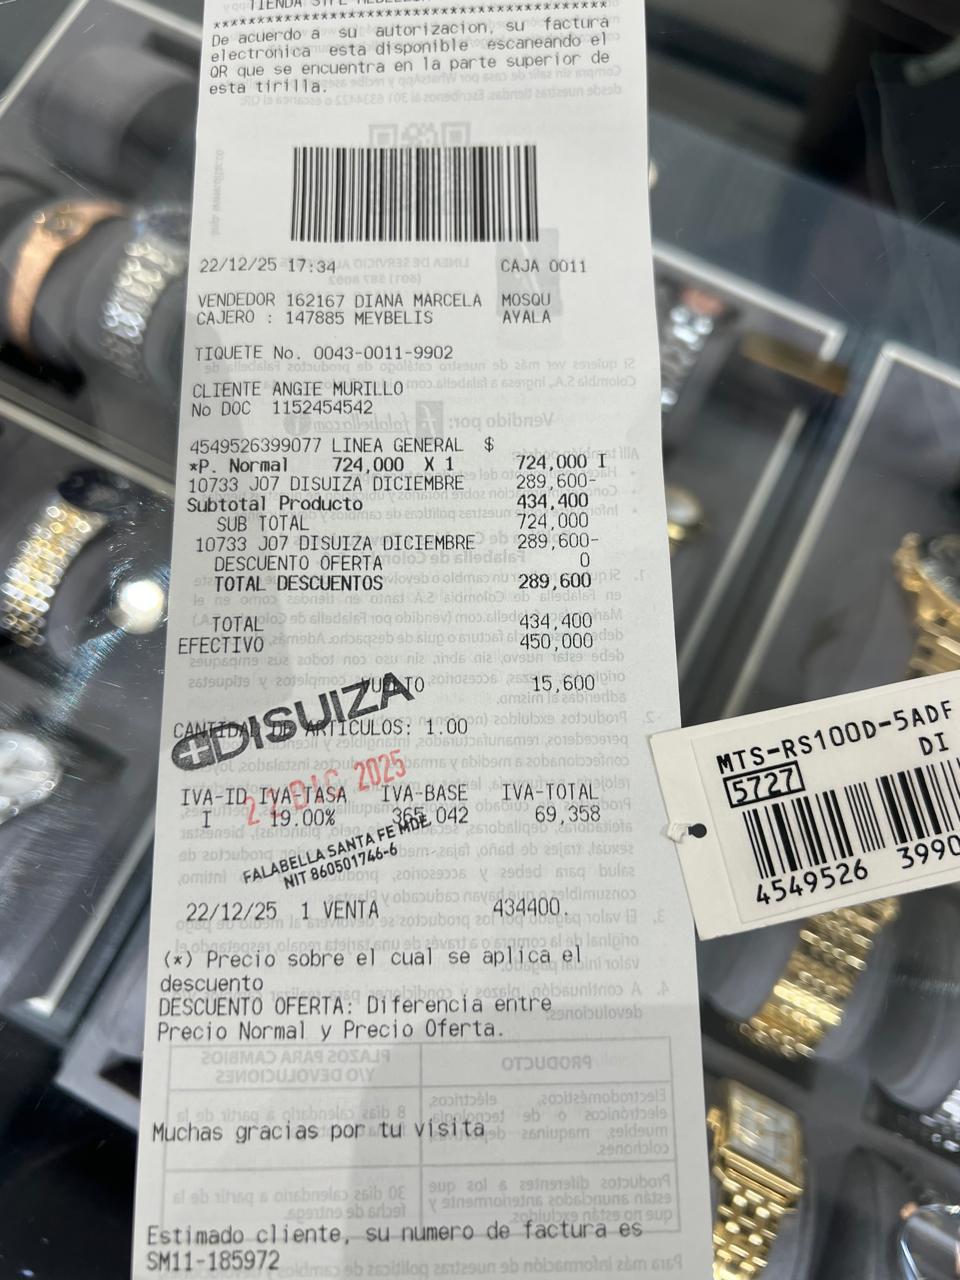 De acuerdo a su autorizacion, su factura
electronica esta disponible escaneando el
QR que se encuentra en la parte superior de
esta tirilla.
22/12/25 17:34 CAJA 0011
VENDEDOR 162167 DIANA MARCELA MOSQU
CAJERO : 147885 MEYBELIS AYALA
TIQUETE No. 0043-0011-9902
CLIENTE ANGIE MURILLO
No DOC 1152454542
4549526399077 LINEA GENERAL $
*P. Normal 724,000 X 1 724,000 I
10733 J07 DISUIZA DICIEMBRE 289,600-
Subtotal Producto 434,400
SUB TOTAL 724,000
10733 J07 DISUIZA DICIEMBRE 289,600-
DESCUENTO OFERTA 0
TOTAL DESCUENTOS 289,600
TOTAL 434,400
EFECTIVO 450,000
VUELTO 15,600
DISUIZA
CANTIDAD DE ARTICULOS: 1.00
22 DIC 2025
IVA-ID IVA-TASA IVA-BASE IVA-TOTAL
I 19.00% 365,042 69,358
FALABELLA SANTA FE MDE
NIT 860501746-6
22/12/25 1 VENTA 434400.
(*) Precio sobre el cual se aplica el
descuento
DESCUENTO OFERTA: Diferencia entre
Precio Normal y Precio Oferta.
Muchas gracias por tu visita
Estimado cliente, su numero de factura es
SM11-185972
MTS-RS100D-5ADF
5727 DI
4549526 3990